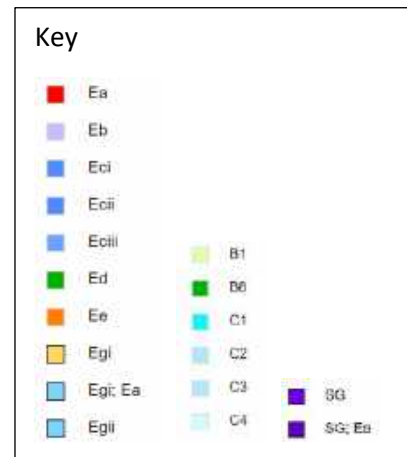 Key
Ea
Eb
Eci
Ecii
Eciii
Ed
Ee
Egi
Egi; Ea
Egii
B1
B6
C1
C2
C3
C4
SG
SG; Ea